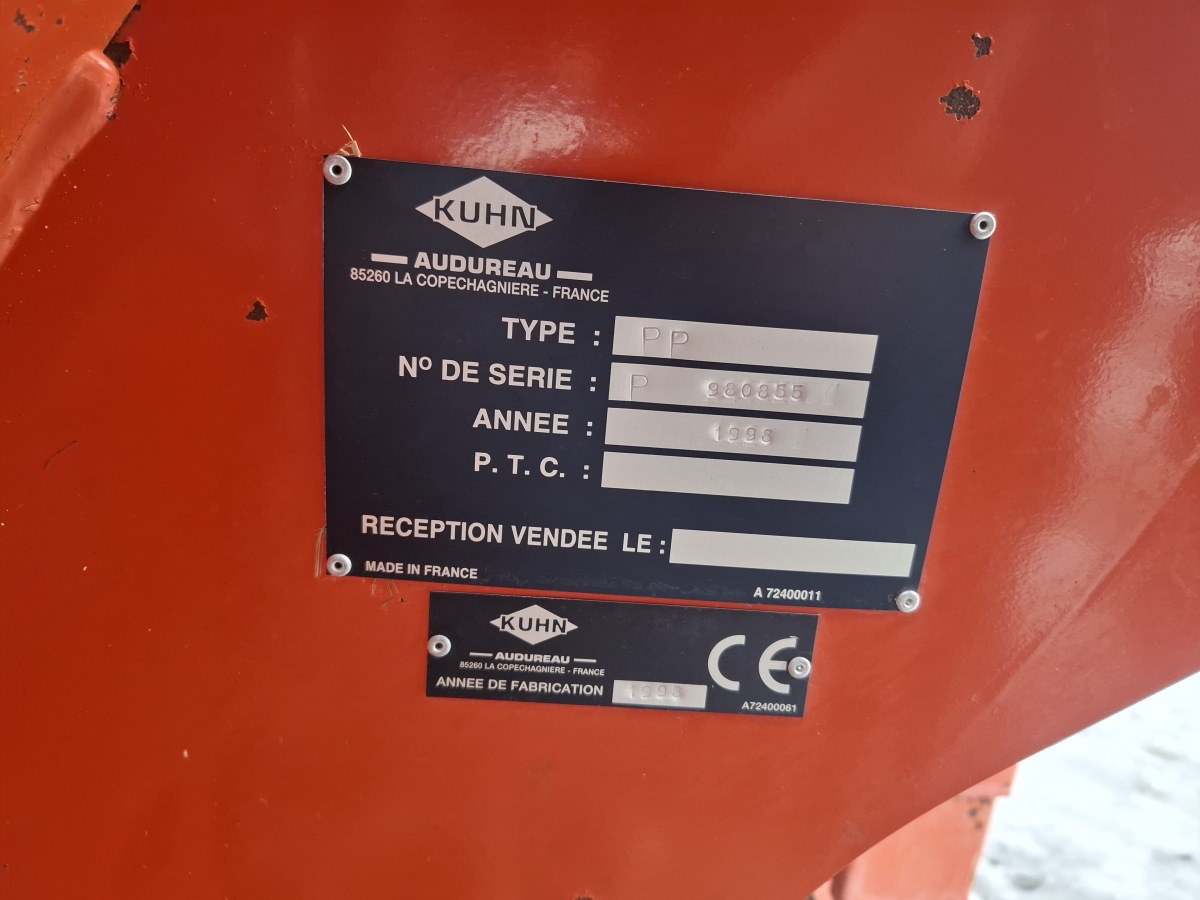 KUHN
AUDUREAU
85260 LA COPECHAGNIERE - FRANCE
TYPE : PP
Nº DE SERIE : P 980855
ANNEE : 1998
P. T. C. :
RECEPTION VENDEE LE :
MADE IN FRANCE
A 72400011
KUHN
AUDUREAU
85260 LA COPECHAGNIERE - FRANCE
ANNEE DE FABRICATION 1998
CE
A72400061